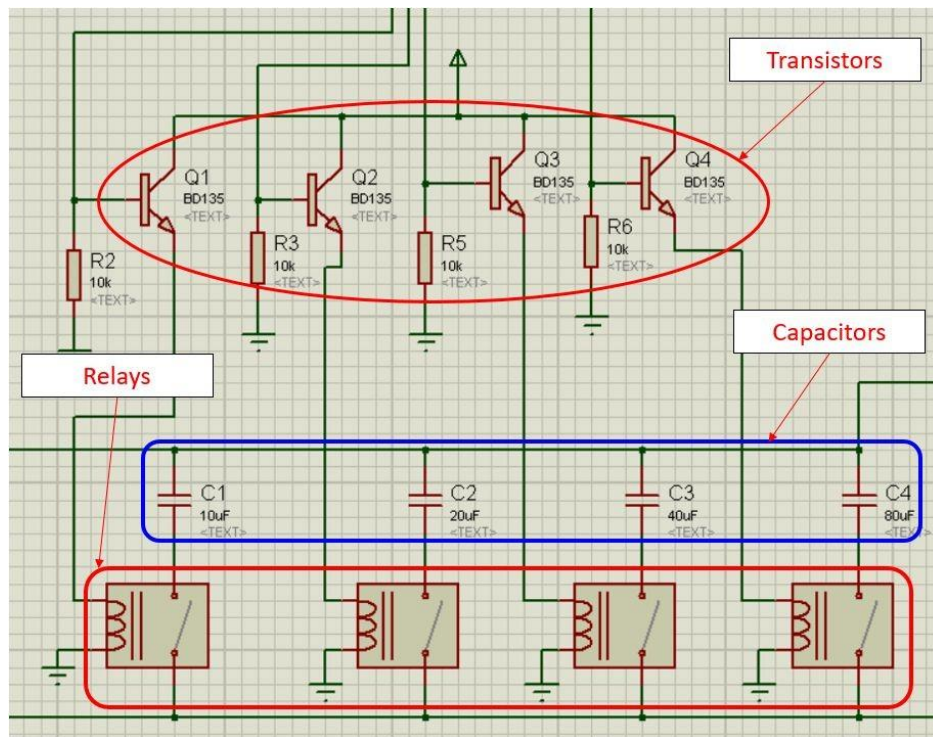 Transistors
Q1
BD135
<TEXT>
Q2
BD135
<TEXT>
Q3
BD135
<TEXT>
Q4
BD135
<TEXT>
R2
10k
<TEXT>
R3
10k
<TEXT>
R5
10k
<TEXT>
R6
10k
<TEXT>
Capacitors
Relays
C1
10uF
<TEXT>
C2
20uF
<TEXT>
C3
40uF
<TEXT>
C4
80uF
<TEXT>